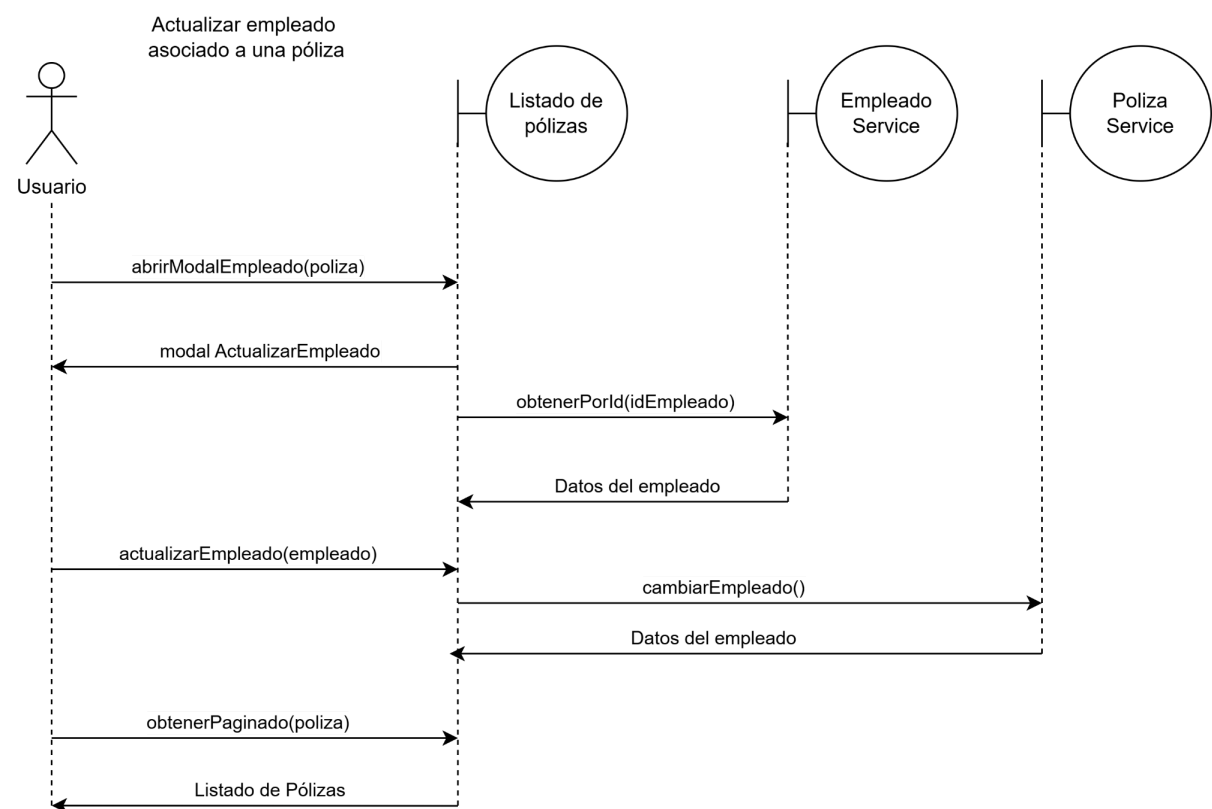 Actualizar empleado
asociado a una póliza
Usuario
Listado de
pólizas
Empleado
Service
Poliza
Service
abrirModalEmpleado(poliza)
modal ActualizarEmpleado
obtenerPorId(idEmpleado)
Datos del empleado
actualizarEmpleado(empleado)
cambiarEmpleado()
Datos del empleado
obtenerPaginado(poliza)
Listado de Pólizas